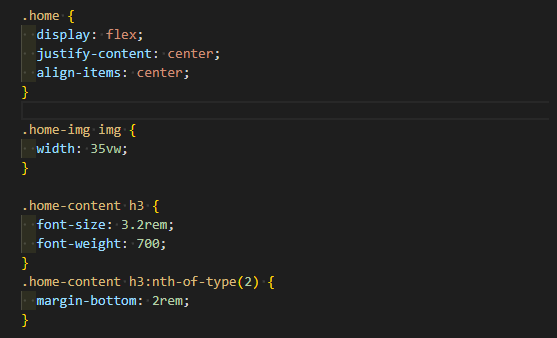 .home {
  display: flex;
  justify-content: center;
  align-items: center;
}

.home-img img {
  width: 35vw;
}

.home-content h3 {
  font-size: 3.2rem;
  font-weight: 700;
}
.home-content h3:nth-of-type(2) {
  margin-bottom: 2rem;
}